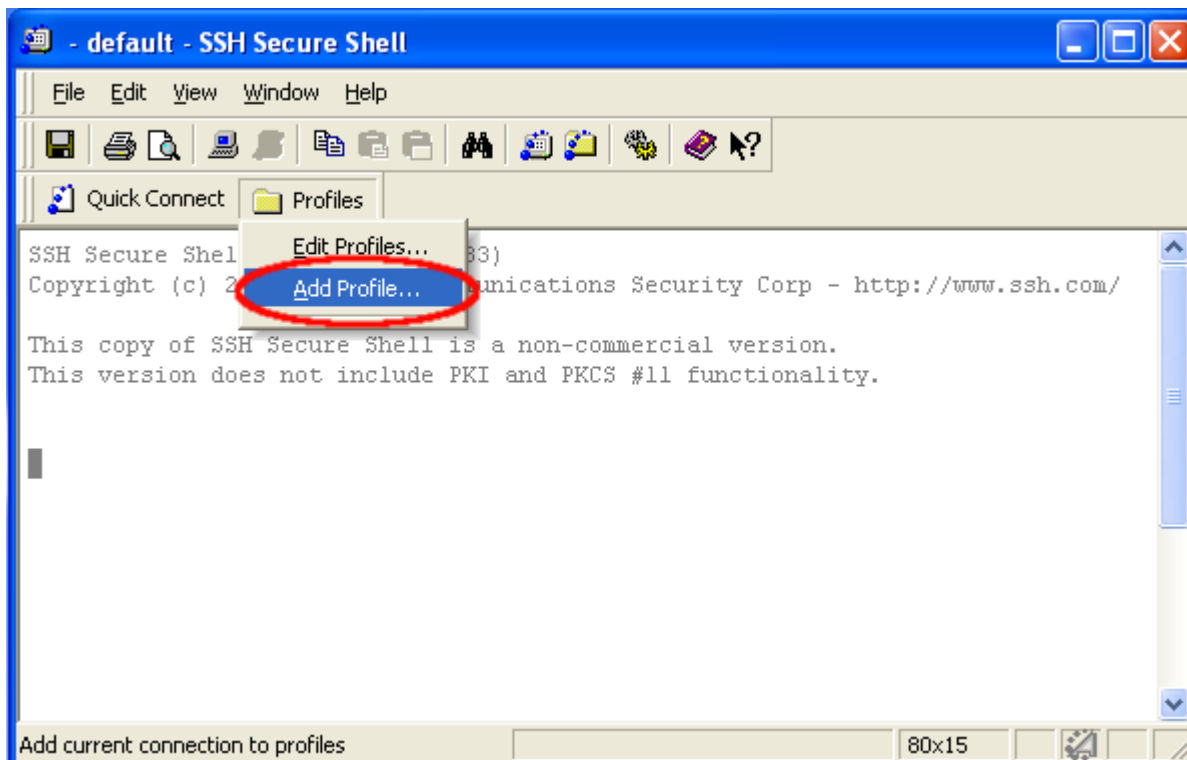 - default - SSH Secure Shell
File Edit View Window Help
Quick Connect Profiles
Edit Profiles...
Add Profile...
SSH Secure Shel 33)
Copyright (c) 2 unications Security Corp - http://www.ssh.com/
This copy of SSH Secure Shell is a non-commercial version.
This version does not include PKI and PKCS #11 functionality.
Add current connection to profiles 80x15